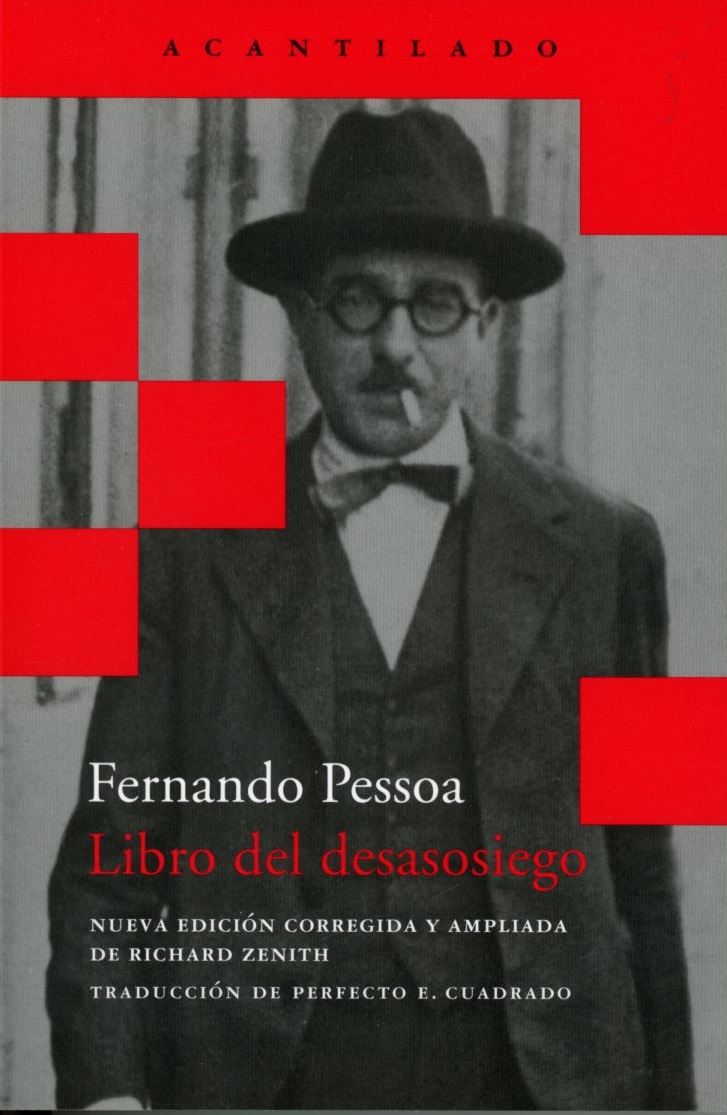 ACANTILADO
Fernando Pessoa
Libro del desasosiego
NUEVA EDICIÓN CORREGIDA Y AMPLIADA
DE RICHARD ZENITH
TRADUCCIÓN DE PERFECTO E. CUADRADO